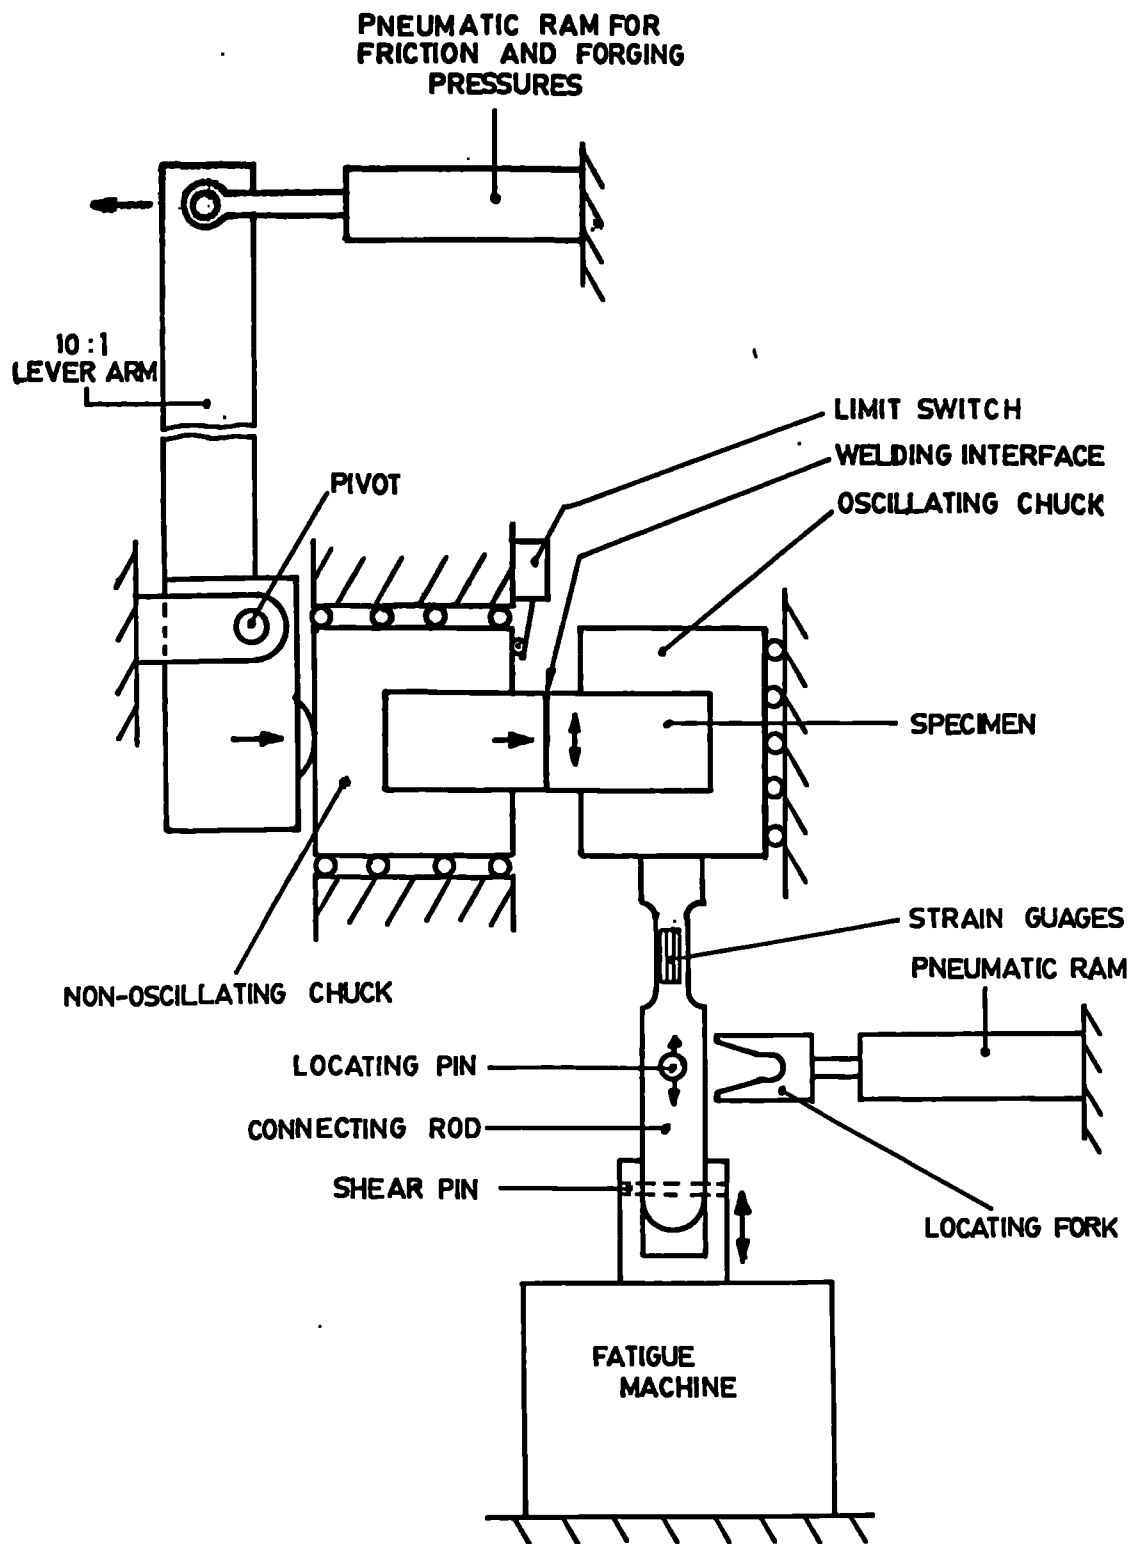 PNEUMATIC RAM FOR
FRICTION AND FORGING
PRESSURES
10:1
LEVER ARM
PIVOT
LIMIT SWITCH
WELDING INTERFACE
OSCILLATING CHUCK
SPECIMEN
STRAIN GUAGES
PNEUMATIC RAM
NON-OSCILLATING CHUCK
LOCATING PIN
CONNECTING ROD
SHEAR PIN
LOCATING FORK
FATIGUE
MACHINE